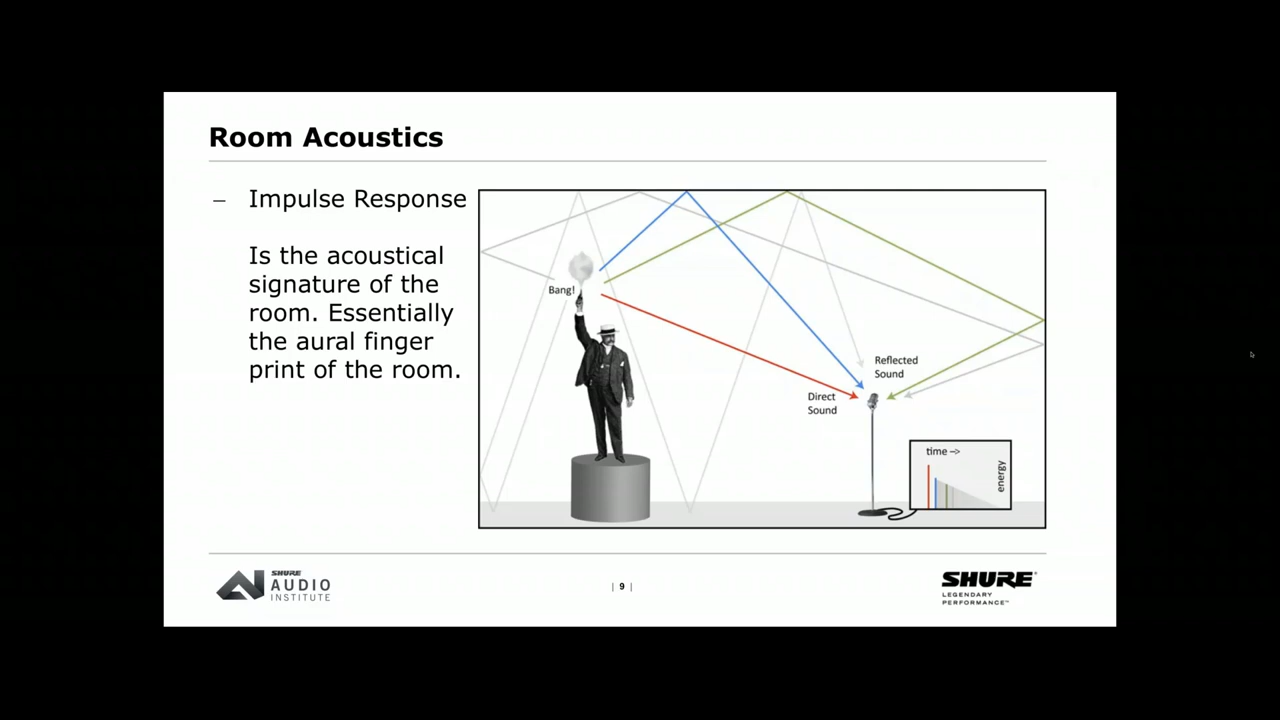 Room Acoustics
– Impulse Response
Is the acoustical
signature of the
room. Essentially
the aural finger
print of the room.
Bang!
Reflected
Sound
Direct
Sound
time –>
energy
SHURE
AUDIO
INSTITUTE
| 9 |
SHURE®
LEGENDARY
PERFORMANCE™